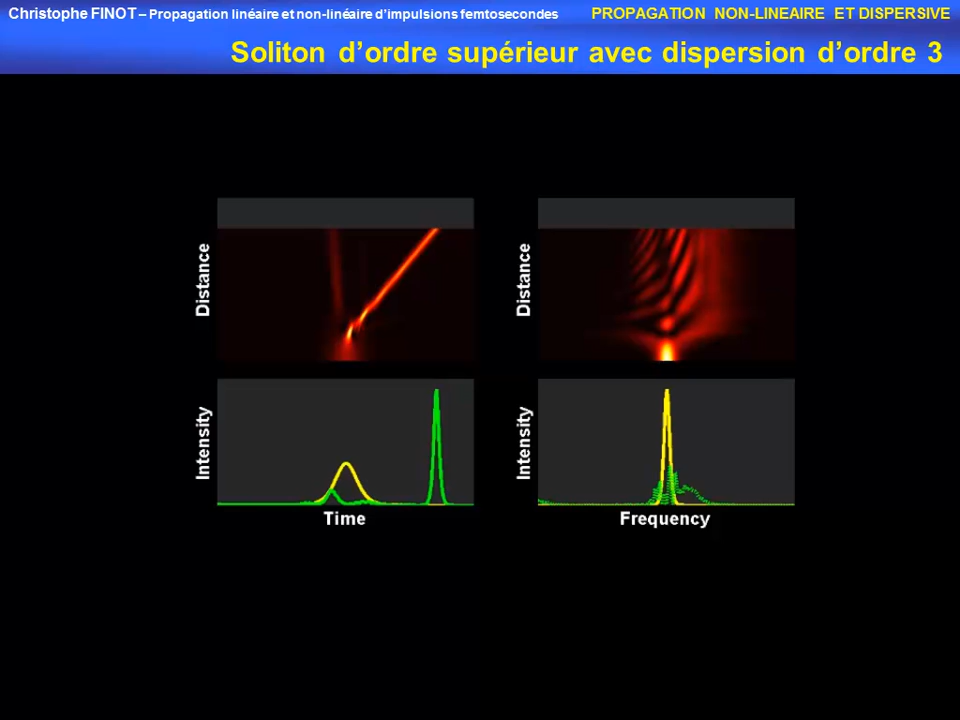 Christophe FINOT – Propagation linéaire et non-linéaire d’impulsions femtosecondes PROPAGATION NON-LINEAIRE ET DISPERSIVE
Soliton d’ordre supérieur avec dispersion d’ordre 3
Distance
Distance
Intensity
Intensity
Time
Frequency